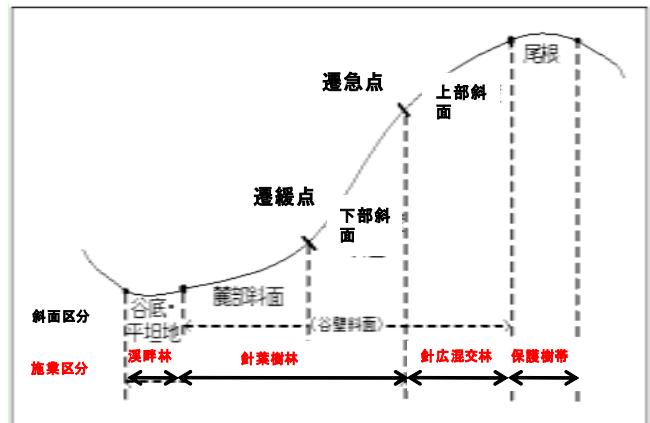 尾根
遷急点
上部斜
面
遷緩点
下部斜
面
麓部斜面
谷底・
平坦地
斜面区分
(谷壁斜面)
施業区分
渓畔林
針葉樹林
針広混交林
保護樹帯